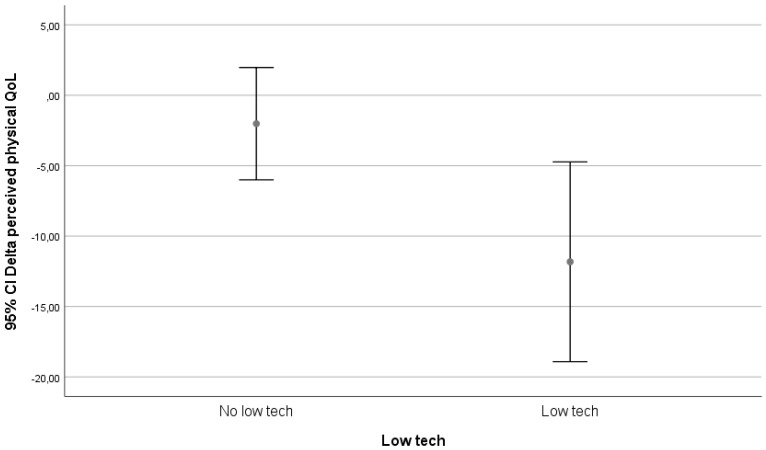 95% CI Delta perceived physical QoL
5,00
,00
-5,00
-10,00
-15,00
-20,00
No low tech
Low tech
Low tech